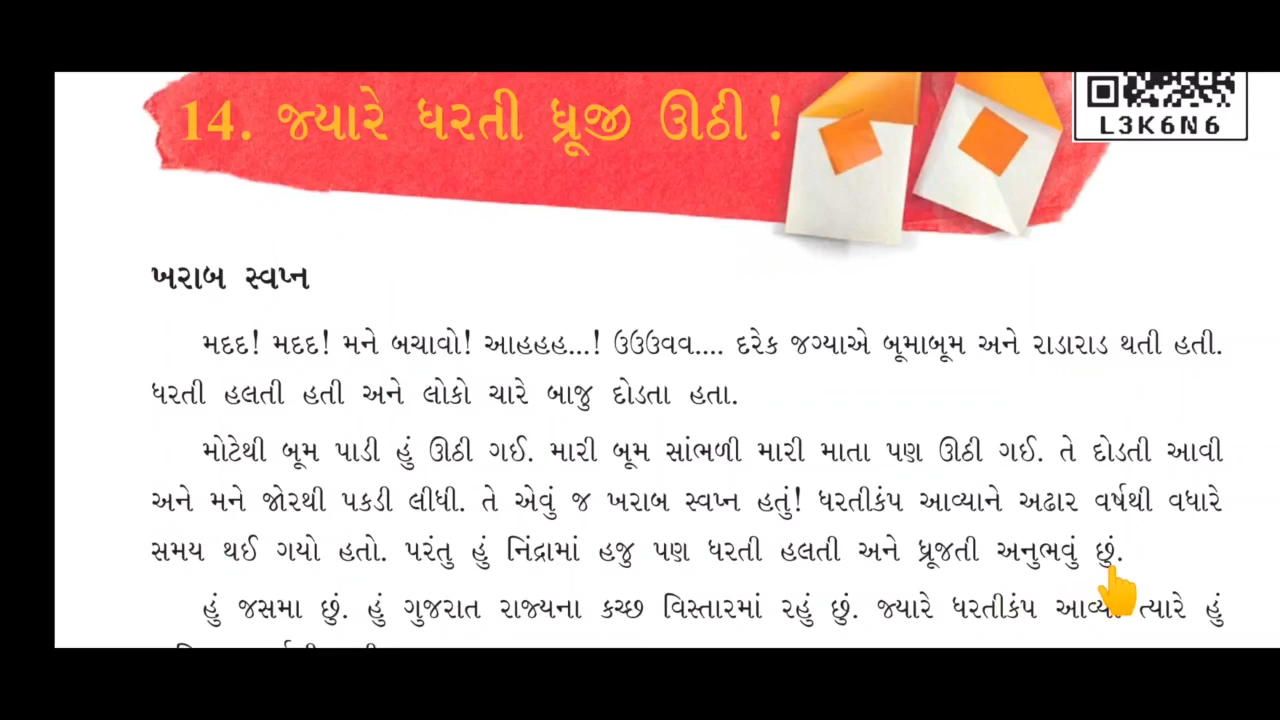 14. જ્યારે ધરતી ધ્રૂજી ઊઠી !
L3K6N6
ખરાબ સ્વપ્ન
મદદ! મદદ! મને બચાવો! આહહહ...! ઉઉઉવવ.... દરેક જગ્યાએ બૂમાબૂમ અને રાડારાડ થતી હતી.
ધરતી હલતી હતી અને લોકો ચારે બાજુ દોડતા હતા.
મોટેથી બૂમ પાડી હું ઊઠી ગઈ. મારી બૂમ સાંભળી મારી માતા પણ ઊઠી ગઈ. તે દોડતી આવી
અને મને જોરથી પકડી લીધી. તે એવું જ ખરાબ સ્વપ્ન હતું! ધરતીકંપ આવ્યાને અઢાર વર્ષથી વધારે
સમય થઈ ગયો હતો. પરંતુ હું નિંદ્રામાં હજુ પણ ધરતી હલતી અને ધ્રૂજતી અનુભવું છું.
હું જસમા છું. હું ગુજરાત રાજ્યના કચ્છ વિસ્તારમાં રહું છું. જ્યારે ધરતીકંપ ત્યારે હું